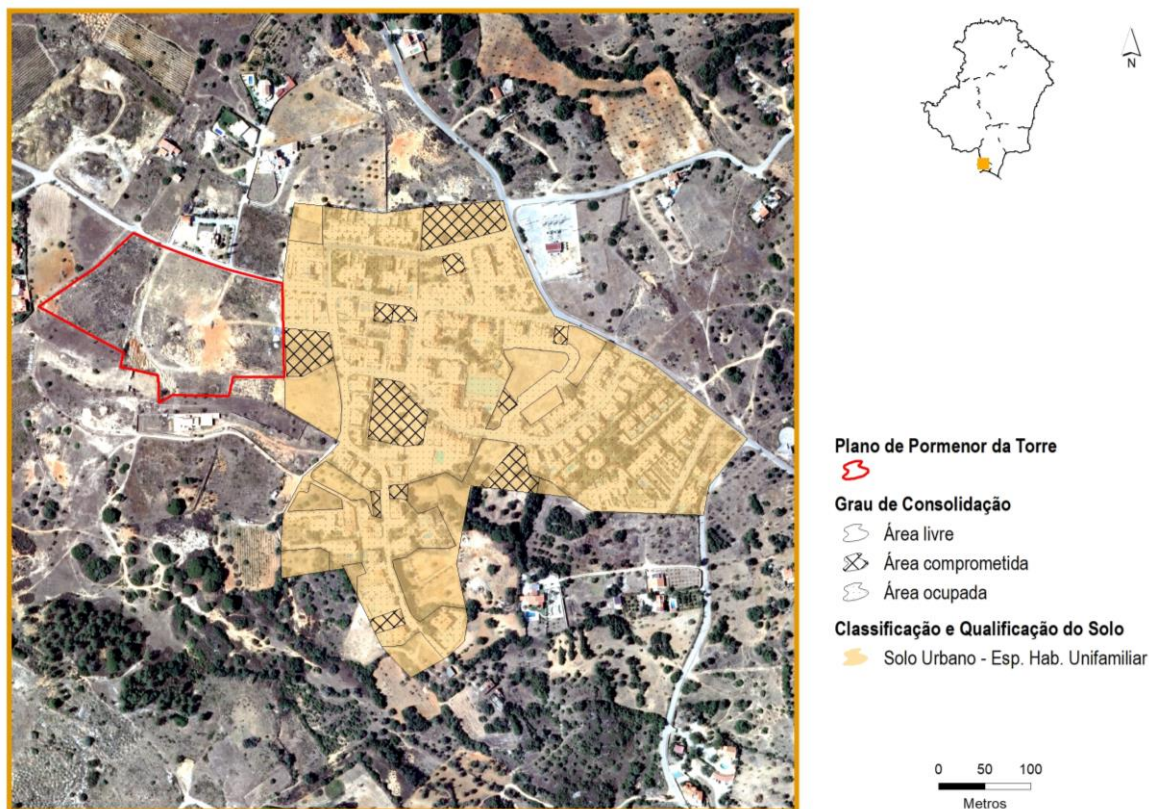 N
Plano de Pormenor da Torre
Grau de Consolidação
Área livre
Área comprometida
Área ocupada
Classificação e Qualificação do Solo
Solo Urbano - Esp. Hab. Unifamiliar
0 50 100
Metros